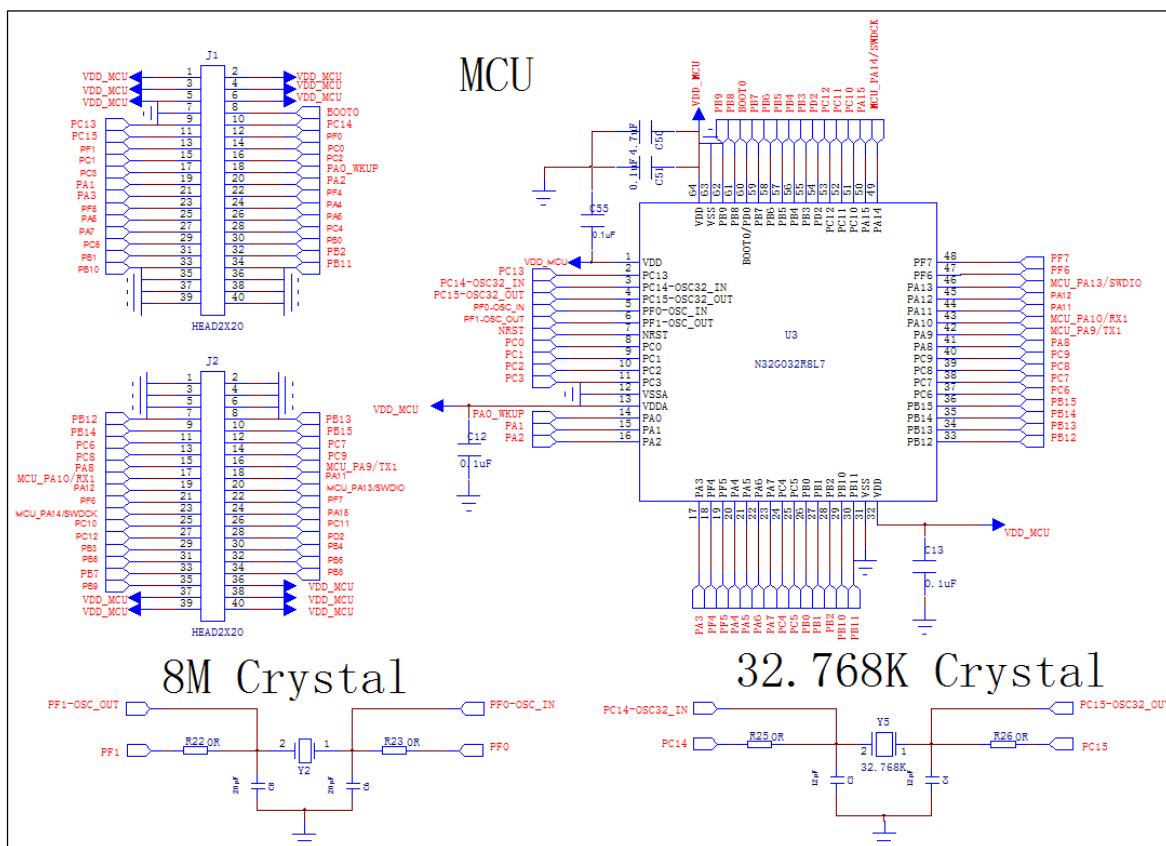 MCU
J1
VDD_MCU 1 2 VDD_MCU
VDD_MCU 3 4 VDD_MCU
VDD_MCU 5 6 VDD_MCU
7 8 BOOT0
PC13 9 10 PC14
PC15 11 12 PF0
PF1 13 14 PC0
PC1 15 16 PC2
PC3 17 18 PA0_WKUP
PA1 19 20 PA2
PA3 21 22 PF4
PF5 23 24 PA4
PA5 25 26 PA6
PA7 27 28 PC4
PC5 29 30 PB0
PB1 31 32 PB2
PB10 33 34 PB11
35 36
37 38
39 40
HEAD2X20
J2
1 2
3 4
5 6
PB12 7 8 PB13
PB14 9 10 PB15
PC6 11 12 PC7
PC8 13 14 PC9
PA8 15 16 MCU_PA9/TX1
MCU_PA10/RX1 17 18 PA11
PA12 19 20 MCU_PA13/SWDIO
PF6 21 22 PF7
MCU_PA14/SWDCK 23 24 PA15
PC10 25 26 PC11
PC12 27 28 PD2
PB3 29 30 PB4
PB5 31 32 PB6
PB7 33 34 PB8
PB9 35 36 VDD_MCU
VDD_MCU 37 38 VDD_MCU
VDD_MCU 39 40 VDD_MCU
HEAD2X20
VDD_MCU PB9 PB8 BOOT0 PB7 PB6 PB5 PB4 PB3 PD2 PC12 PC11 PC10 PA15 MCU_PA14/SWDCK
4.7uF C50
0.1uF C51
C55
0.1uF
64 63 62 61 60 59 58 57 56 55 54 53 52 51 50 49
VDD VSS PB9 PB8 BOOT0/PD0 PB7 PB6 PB5 PB4 PB3 PD2 PC12 PC11 PC10 PA15 PA14
VDD_MCU 1 VDD
PC13 2 PC13
PC14-OSC32_IN 3 PC14-OSC32_IN
PC15-OSC32_OUT 4 PC15-OSC32_OUT
PF0-OSC_IN 5 PF0-OSC_IN
PF1-OSC_OUT 6 PF1-OSC_OUT
NRST 7 NRST
PC0 8 PC0
PC1 9 PC1
PC2 10 PC2
PC3 11 PC3
12 VSSA
VDD_MCU 13 VDDA
PA0_WKUP 14 PA0
PA1 15 PA1
PA2 16 PA2
C12
0.1uF
U3
N32G032R8L7
PF7 48 PF7
PF6 47 PF6
PA13 46 MCU_PA13/SWDIO
PA12 45 PA12
PA11 44 PA11
PA10 43 MCU_PA10/RX1
PA9 42 MCU_PA9/TX1
PA8 41 PA8
PC9 40 PC9
PC8 39 PC8
PC7 38 PC7
PC6 37 PC6
PB15 36 PB15
PB14 35 PB14
PB13 34 PB13
PB12 33 PB12
PA3 PF4 PF5 PA4 PA5 PA6 PA7 PC4 PC5 PB0 PB1 PB2 PB10 PB11 VSS VDD
17 18 19 20 21 22 23 24 25 26 27 28 29 30 31 32
VDD_MCU
C13
0.1uF
PA3 PF4 PF5 PA4 PA5 PA6 PA7 PC4 PC5 PB0 PB1 PB2 PB10 PB11
8M Crystal
PF1-OSC_OUT PF0-OSC_IN
PF1 R22 0R 2 1 R23 0R PF0
Y2
20pF C8 20pF C6
32.768K Crystal
PC14-OSC32_IN PC15-OSC32_OUT
Y5
PC14 R25 0R 2 1 R26 0R PC15
32.768K
12pF C3 12pF C4